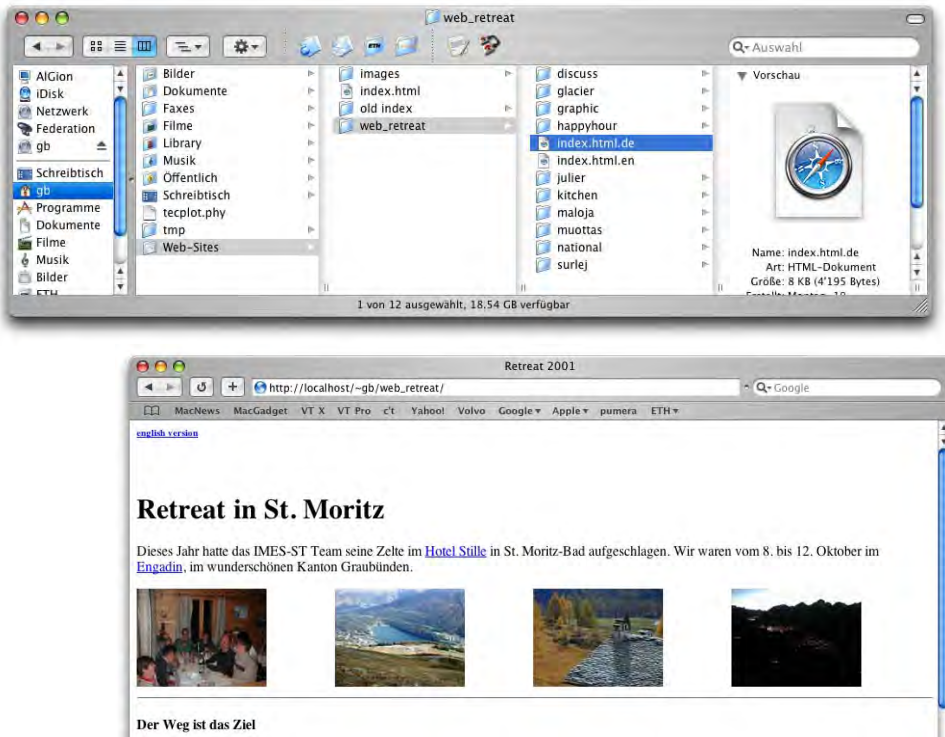 web_retreat
Auswahl
AlGion
iDisk
Netzwerk
Federation
gb
Schreibtisch
gb
Programme
Dokumente
Filme
Musik
Bilder
ETH
Bilder
Dokumente
Faxes
Filme
Library
Musik
Öffentlich
Schreibtisch
tecplot.phy
tmp
Web-Sites
images
index.html
old index
web_retreat
discuss
glacier
graphic
happyhour
index.html.de
index.html.en
julier
kitchen
maloja
muottas
national
surlej
Vorschau
Name: index.html.de
Art: HTML-Dokument
Größe: 8 KB (4'195 Bytes)
Erstellt: Montag, 10
1 von 12 ausgewählt, 18.54 GB verfügbar
Retreat 2001
http://localhost/~gb/web_retreat/
Google
MacNews MacGadget VT X VT Pro c't Yahoo! Volvo Google Apple pumera ETH
english version
Retreat in St. Moritz
Dieses Jahr hatte das IMES-ST Team seine Zelte im Hotel Stille in St. Moritz-Bad aufgeschlagen. Wir waren vom 8. bis 12. Oktober im
Engadin, im wunderschönen Kanton Graubünden.
Der Weg ist das Ziel